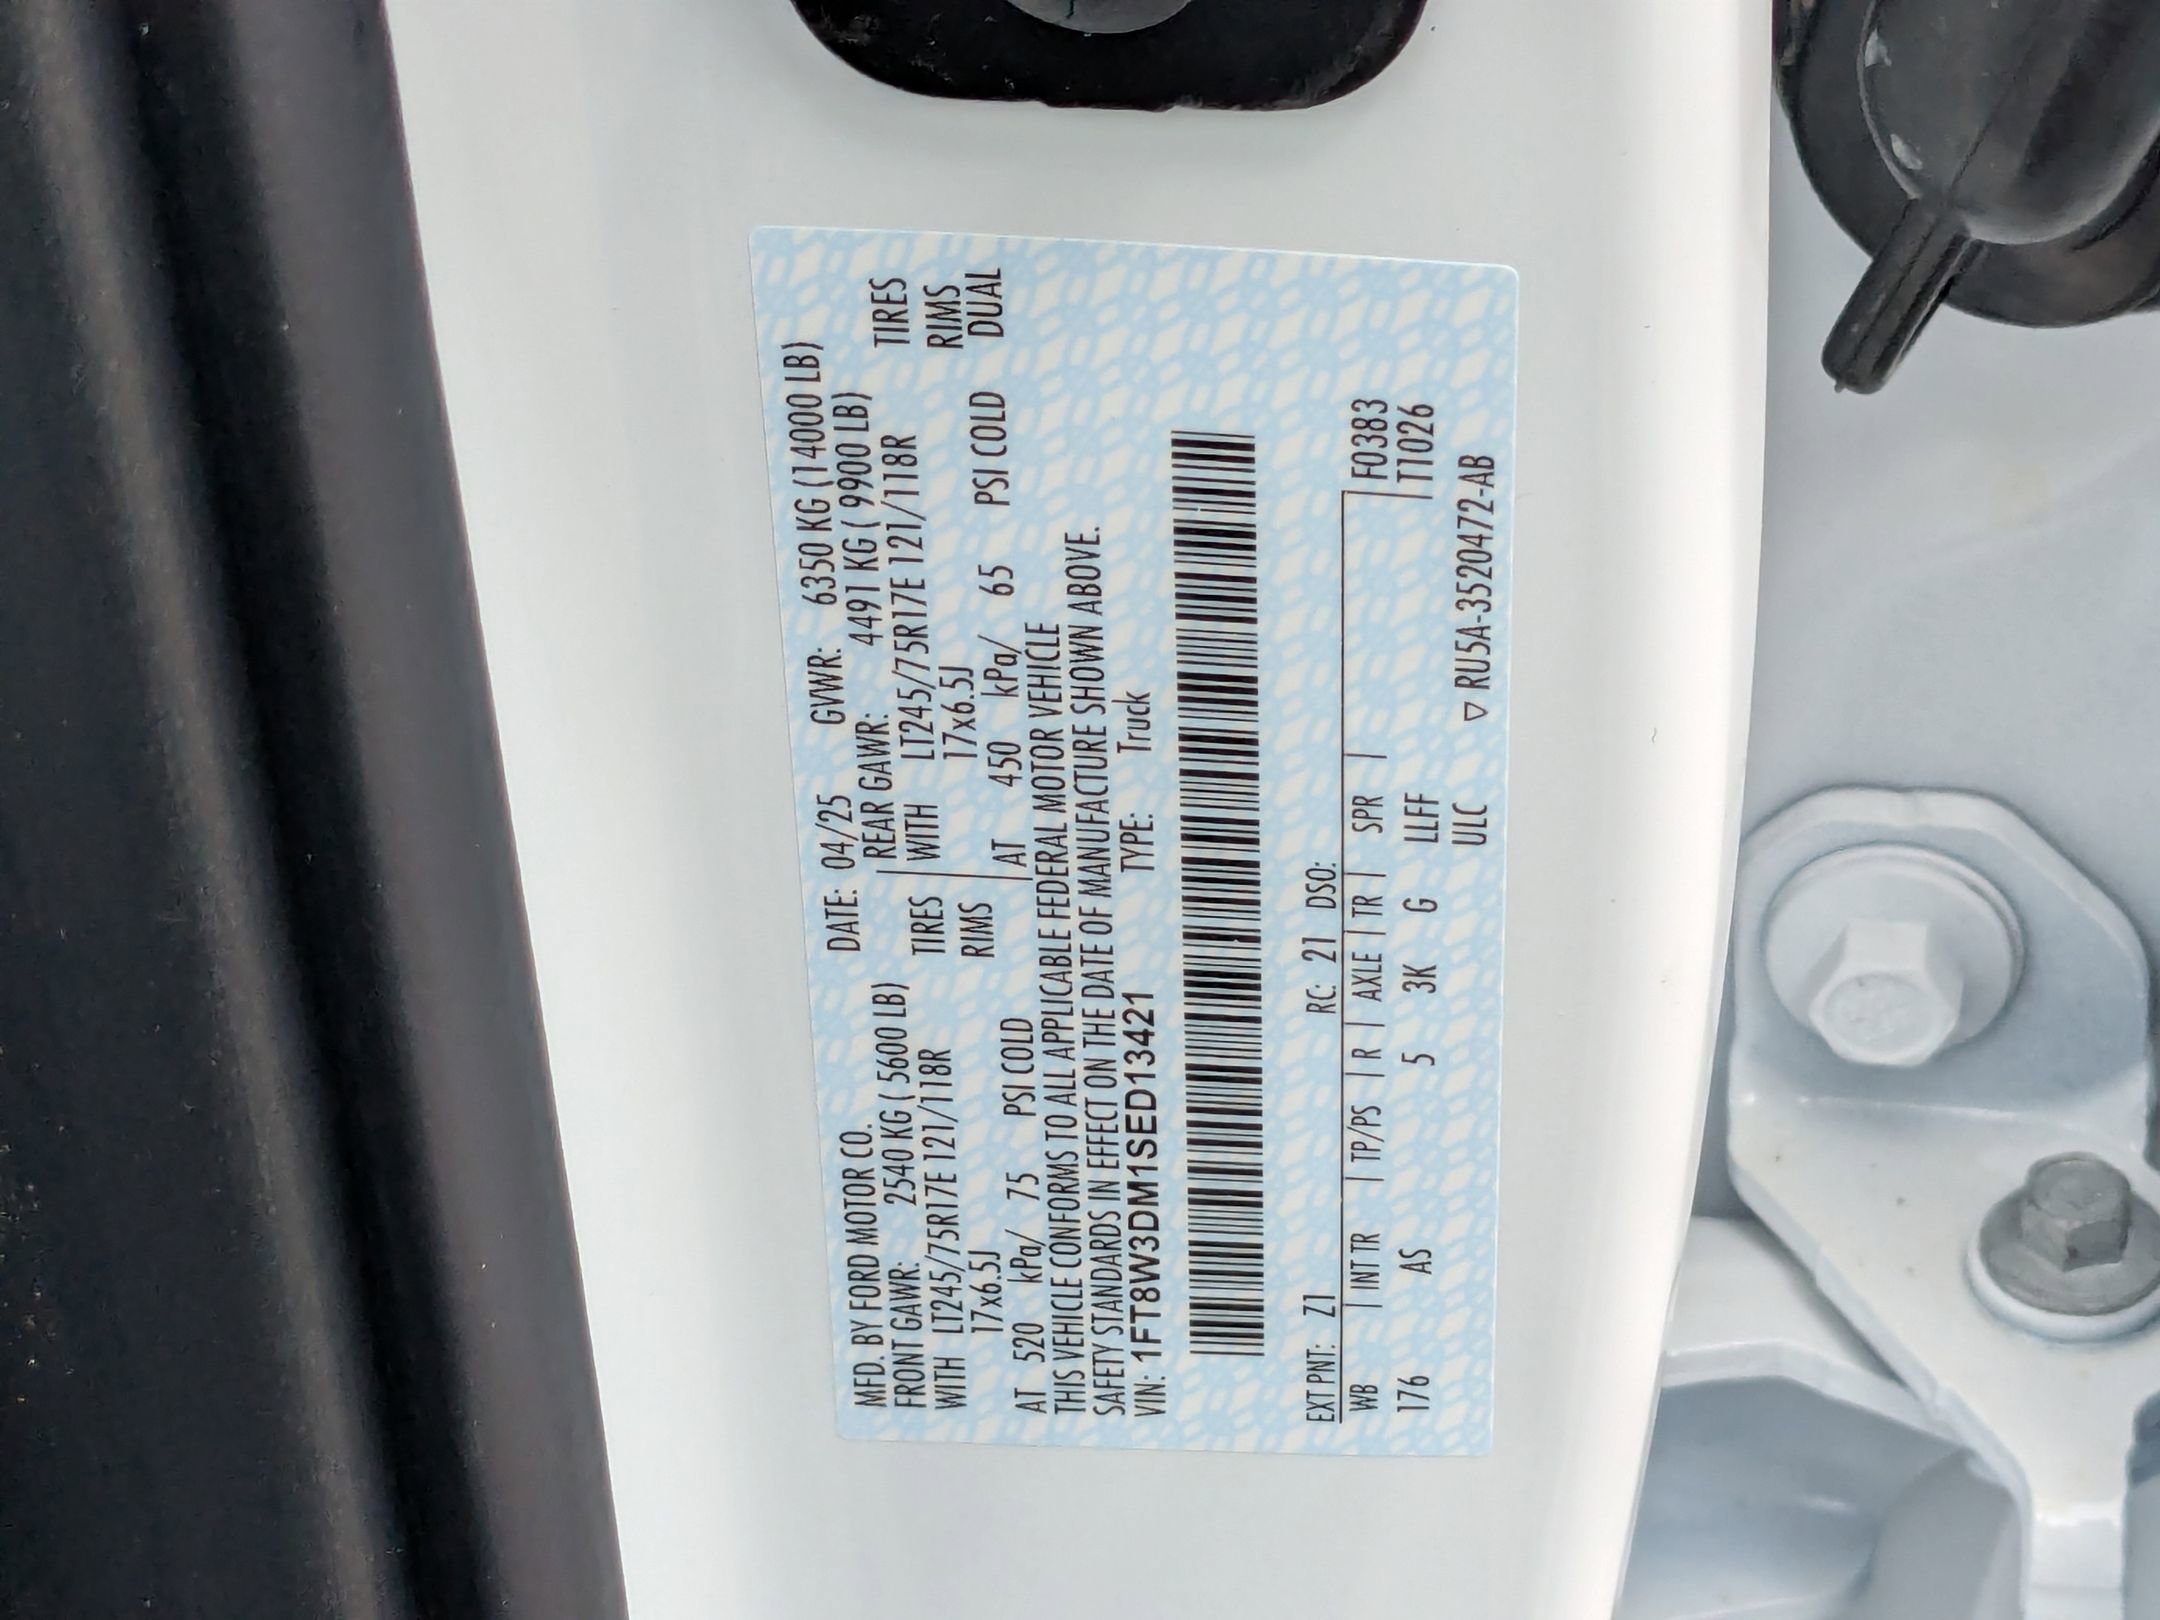 MFD. BY FORD MOTOR CO. DATE: 04/25 GVWR: 6350 KG (14000 LB)
FRONT GAWR: 2540 KG ( 5600 LB) REAR GAWR: 4491 KG ( 9900 LB)
WITH LT245/75R17E 121/118R TIRES WITH LT245/75R17E 121/118R TIRES
17x6.5J RIMS 17x6.5J RIMS
AT 520 kPa/ 75 PSI COLD AT 450 kPa/ 65 PSI COLD DUAL
THIS VEHICLE CONFORMS TO ALL APPLICABLE FEDERAL MOTOR VEHICLE
SAFETY STANDARDS IN EFFECT ON THE DATE OF MANUFACTURE SHOWN ABOVE.
VIN: 1FT8W3DM1SED13421 TYPE: Truck
EXT PNT: Z1 RC: 21 DSO:
WB | INT TR | TP/PS | R | AXLE | TR | SPR | F0383
176 AS 5 3K G LLFF T1026
ULC ▽ RU5A-3520472-AB